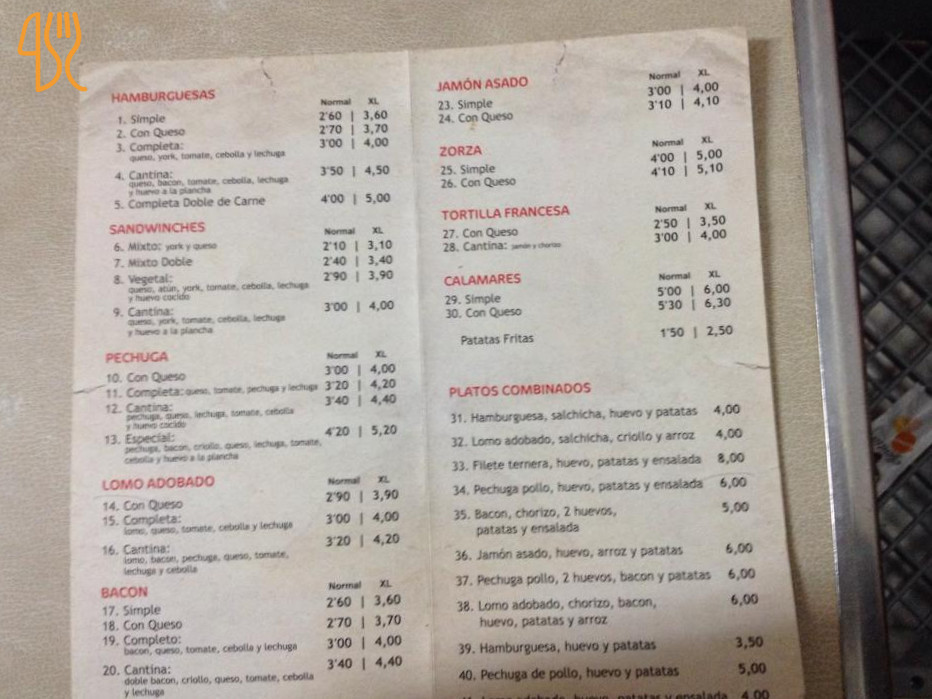 HAMBURGUESAS
Normal XL
1. Simple 2'60 | 3,60
2. Con Queso 2'70 | 3,70
3. Completa: 3'00 | 4,00
queso, york, tomate, cebolla y lechuga
4. Cantina: 3'50 | 4,50
queso, bacon, tomate, cebolla, lechuga
y huevo a la plancha
5. Completa Doble de Carne 4'00 | 5,00
SANDWINCHES
Normal XL
6. Mixto: york y queso 2'10 | 3,10
7. Mixto Doble 2'40 | 3,40
8. Vegetal: 2'90 | 3,90
queso, atún, york, tomate, cebolla, lechuga
y huevo cocido
9. Cantina: 3'00 | 4,00
queso, york, tomate, cebolla, lechuga
y huevo a la plancha
PECHUGA
Normal XL
10. Con Queso 3'00 | 4,00
11. Completa: queso, tomate, pechuga y lechuga 3'20 | 4,20
12. Cantina: 3'40 | 4,40
pechuga, queso, lechuga, tomate, cebolla
y huevo cocido
13. Especial: 4'20 | 5,20
pechuga, bacon, criollo, queso, lechuga, tomate,
cebolla y huevo a la plancha
LOMO ADOBADO
Normal XL
14. Con Queso 2'90 | 3,90
15. Completa: 3'00 | 4,00
lomo, queso, tomate, cebolla y lechuga
16. Cantina: 3'20 | 4,20
lomo, bacon, pechuga, queso, tomate,
lechuga y cebolla
BACON
Normal XL
17. Simple 2'60 | 3,60
18. Con Queso 2'70 | 3,70
19. Completo: 3'00 | 4,00
bacon, queso, tomate, cebolla y lechuga
20. Cantina: 3'40 | 4,40
doble bacon, criollo, queso, tomate, cebolla
y lechuga
JAMÓN ASADO
Normal XL
23. Simple 3'00 | 4,00
24. Con Queso 3'10 | 4,10
ZORZA
Normal XL
25. Simple 4'00 | 5,00
26. Con Queso 4'10 | 5,10
TORTILLA FRANCESA
Normal XL
27. Con Queso 2'50 | 3,50
28. Cantina: jamón y chorizo 3'00 | 4,00
CALAMARES
Normal XL
29. Simple 5'00 | 6,00
30. Con Queso 5'30 | 6,30
Patatas Fritas 1'50 | 2,50
PLATOS COMBINADOS
31. Hamburguesa, salchicha, huevo y patatas 4,00
32. Lomo adobado, salchicha, criollo y arroz 4,00
33. Filete ternera, huevo, patatas y ensalada 8,00
34. Pechuga pollo, huevo, patatas y ensalada 6,00
35. Bacon, chorizo, 2 huevos, 5,00
patatas y ensalada
36. Jamón asado, huevo, arroz y patatas 6,00
37. Pechuga pollo, 2 huevos, bacon y patatas 6,00
38. Lomo adobado, chorizo, bacon, 6,00
huevo, patatas y arroz
39. Hamburguesa, huevo y patatas 3,50
40. Pechuga de pollo, huevo y patatas 5,00
41. Lomo adobado, huevo, patatas y ensalada 4,00